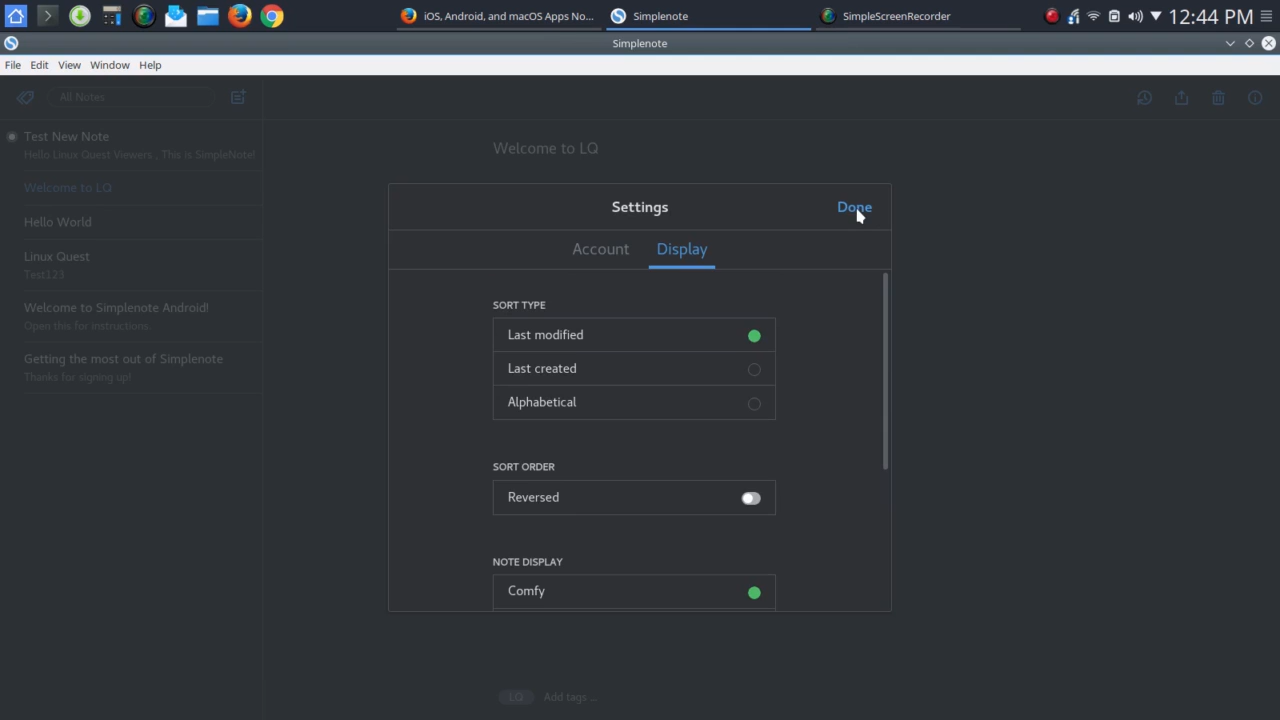 iOS, Android, and macOS Apps No...
Simplenote
SimpleScreenRecorder
12:44 PM
Simplenote
File Edit View Window Help
All Notes
Test New Note
Hello Linux Quest Viewers , This is SimpleNote!
Welcome to LQ
Hello World
Linux Quest
Test123
Welcome to Simplenote Android!
Open this for instructions.
Getting the most out of Simplenote
Thanks for signing up!
Welcome to LQ
Settings
Done
Account Display
SORT TYPE
Last modified
Last created
Alphabetical
SORT ORDER
Reversed
NOTE DISPLAY
Comfy
LQ Add tags ...